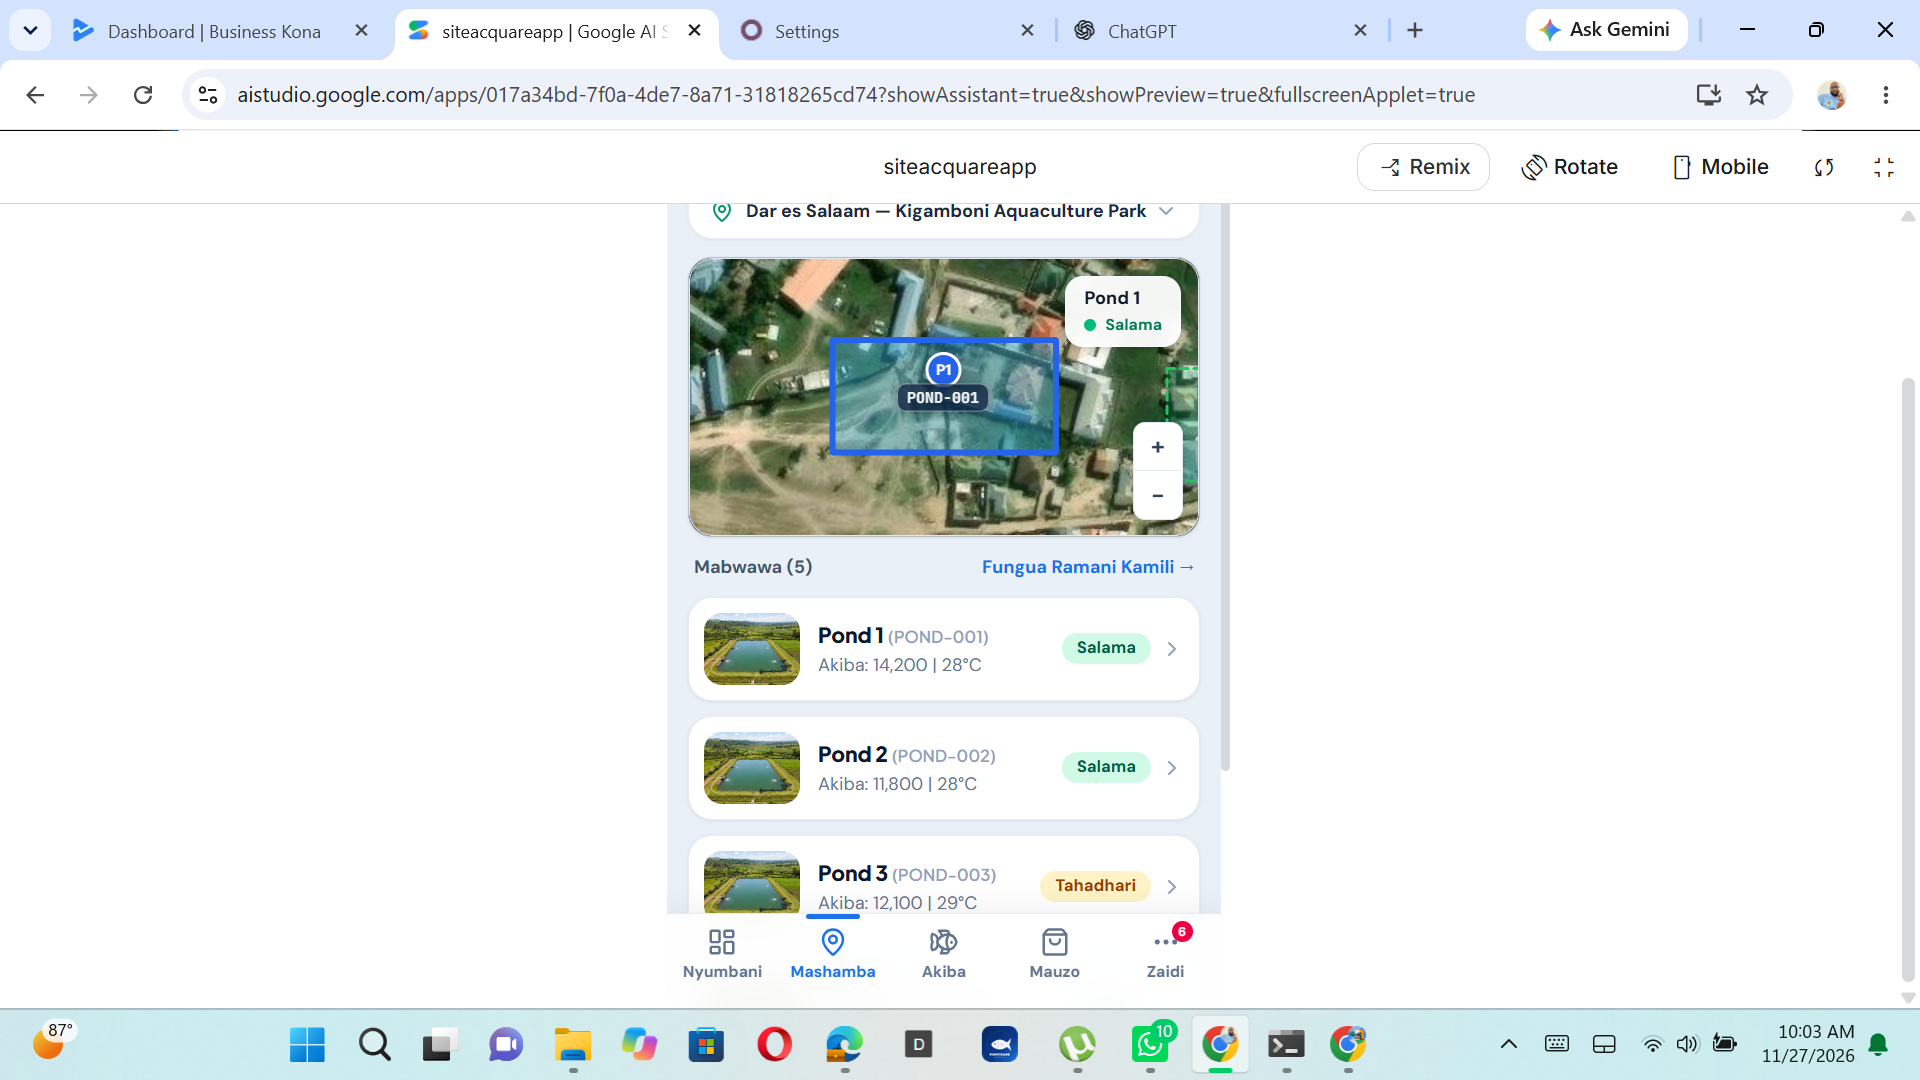 Dashboard | Business Kona
siteacquareapp | Google AI S
Settings
ChatGPT
Ask Gemini
aistudio.google.com/apps/017a34bd-7f0a-4de7-8a71-31818265cd74?showAssistant=true&showPreview=true&fullscreenApplet=true
siteacquareapp
Remix
Rotate
Mobile
Dar es Salaam — Kigamboni Aquaculture Park
Pond 1
Salama
P1
POND-001
+
−
Mabwawa (5)
Fungua Ramani Kamili →
Pond 1 (POND-001)
Akiba: 14,200 | 28°C
Salama
Pond 2 (POND-002)
Akiba: 11,800 | 28°C
Salama
Pond 3 (POND-003)
Akiba: 12,100 | 29°C
Tahadhari
6
Nyumbani
Mashamba
Akiba
Mauzo
Zaidi
87°
D
10
10:03 AM
11/27/2026